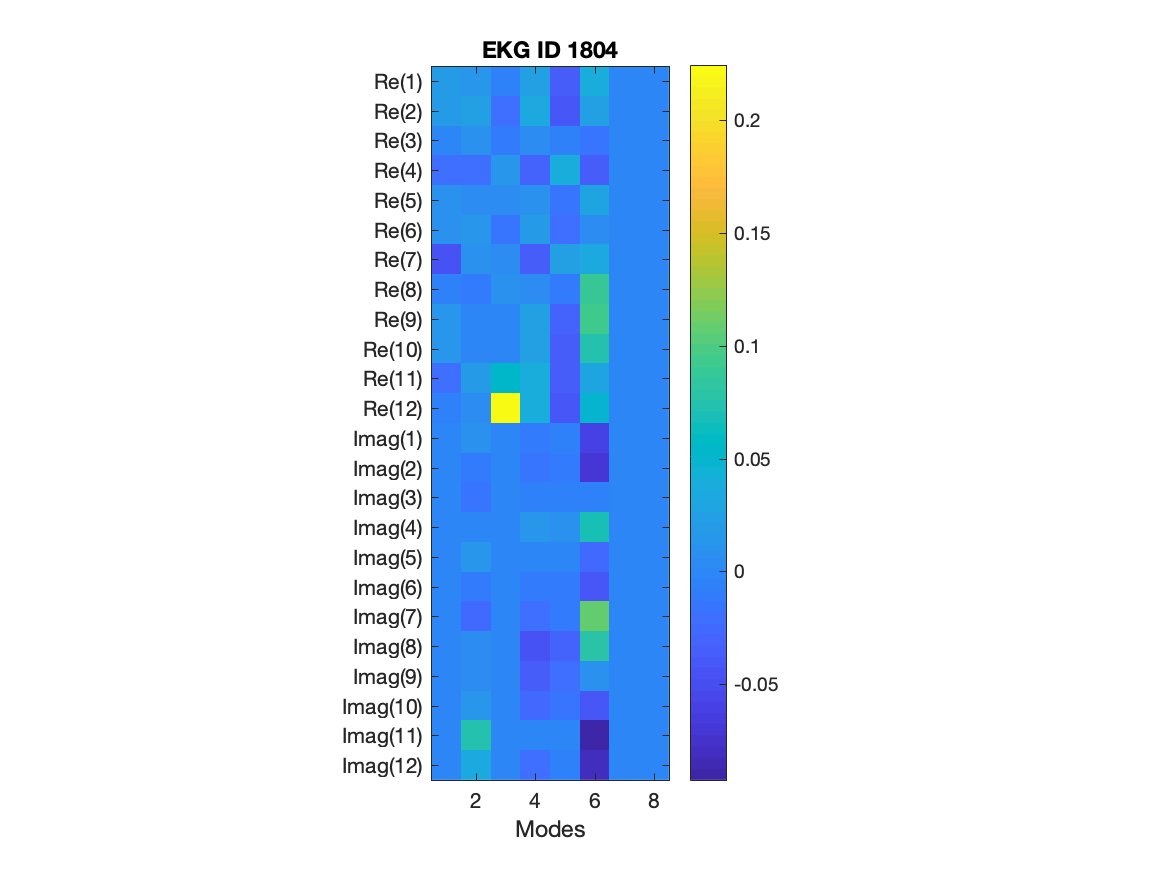 EKG ID 1804
Re(1)
Re(2)
Re(3)
Re(4)
Re(5)
Re(6)
Re(7)
Re(8)
Re(9)
Re(10)
Re(11)
Re(12)
Imag(1)
Imag(2)
Imag(3)
Imag(4)
Imag(5)
Imag(6)
Imag(7)
Imag(8)
Imag(9)
Imag(10)
Imag(11)
Imag(12)
2 4 6 8
Modes
0.2
0.15
0.1
0.05
0
-0.05